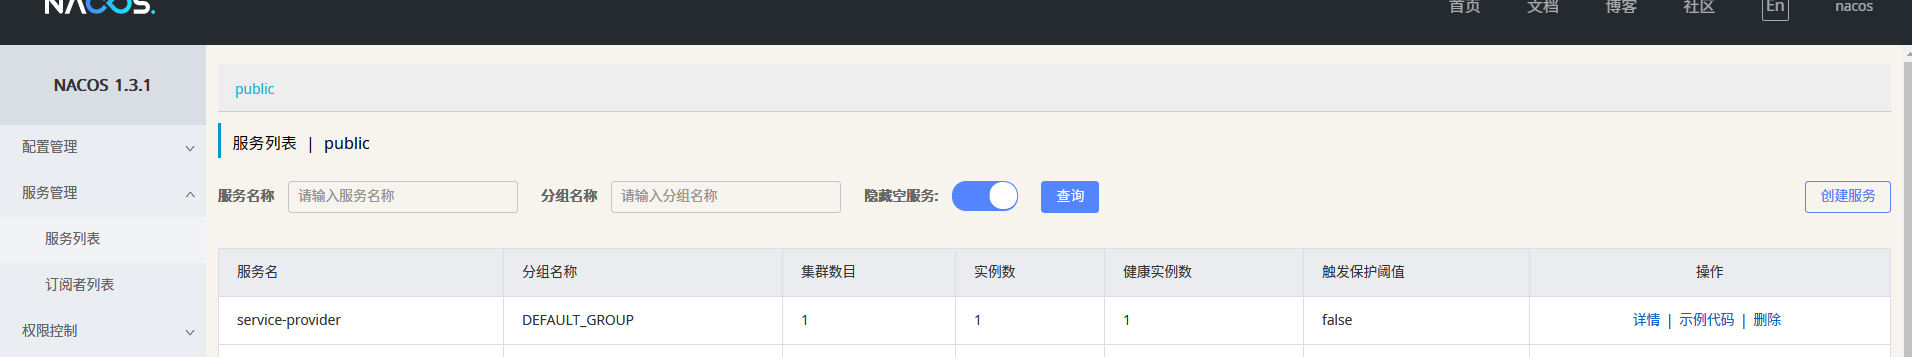 NACOS.
首页 文档 博客 社区 En nacos
NACOS 1.3.1
配置管理
服务管理
服务列表
订阅者列表
权限控制
public
服务列表 | public
服务名称 请输入服务名称 分组名称 请输入分组名称 隐藏空服务: 查询 创建服务
服务名 分组名称 集群数目 实例数 健康实例数 触发保护阈值 操作
service-provider DEFAULT_GROUP 1 1 1 false 详情 | 示例代码 | 删除